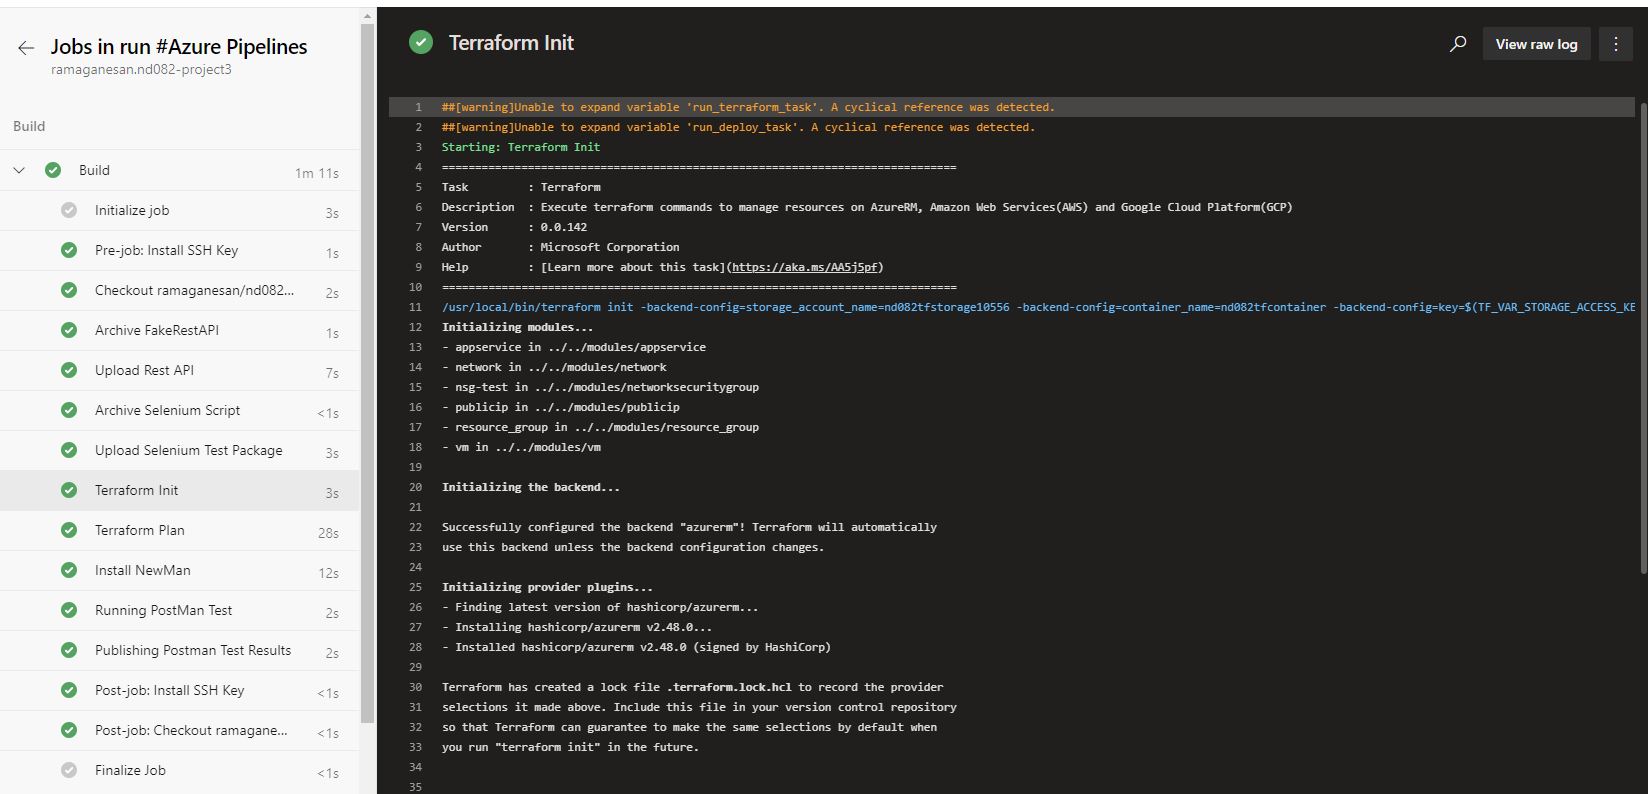 Jobs in run #Azure Pipelines
ramaganesan.nd082-project3
Build
Build 1m 11s
Initialize job 3s
Pre-job: Install SSH Key 1s
Checkout ramaganesan/nd082... 2s
Archive FakeRestAPI 1s
Upload Rest API 7s
Archive Selenium Script <1s
Upload Selenium Test Package 3s
Terraform Init 3s
Terraform Plan 28s
Install NewMan 12s
Running PostMan Test 2s
Publishing Postman Test Results 2s
Post-job: Install SSH Key <1s
Post-job: Checkout ramagane... <1s
Finalize Job <1s
Terraform Init
View raw log
1 ##[warning]Unable to expand variable 'run_terraform_task'. A cyclical reference was detected.
2 ##[warning]Unable to expand variable 'run_deploy_task'. A cyclical reference was detected.
3 Starting: Terraform Init
4 ==============================================================================
5 Task : Terraform
6 Description : Execute terraform commands to manage resources on AzureRM, Amazon Web Services(AWS) and Google Cloud Platform(GCP)
7 Version : 0.0.142
8 Author : Microsoft Corporation
9 Help : [Learn more about this task](https://aka.ms/AA5j5pf)
10 ==============================================================================
11 /usr/local/bin/terraform init -backend-config=storage_account_name=nd082tfstorage10556 -backend-config=container_name=nd082tfcontainer -backend-config=key=$(TF_VAR_STORAGE_ACCESS_KE
12 Initializing modules...
13 - appservice in ../../modules/appservice
14 - network in ../../modules/network
15 - nsg-test in ../../modules/networksecuritygroup
16 - publicip in ../../modules/publicip
17 - resource_group in ../../modules/resource_group
18 - vm in ../../modules/vm
19
20 Initializing the backend...
21
22 Successfully configured the backend "azurerm"! Terraform will automatically
23 use this backend unless the backend configuration changes.
24
25 Initializing provider plugins...
26 - Finding latest version of hashicorp/azurerm...
27 - Installing hashicorp/azurerm v2.48.0...
28 - Installed hashicorp/azurerm v2.48.0 (signed by HashiCorp)
29
30 Terraform has created a lock file .terraform.lock.hcl to record the provider
31 selections it made above. Include this file in your version control repository
32 so that Terraform can guarantee to make the same selections by default when
33 you run "terraform init" in the future.
34
35